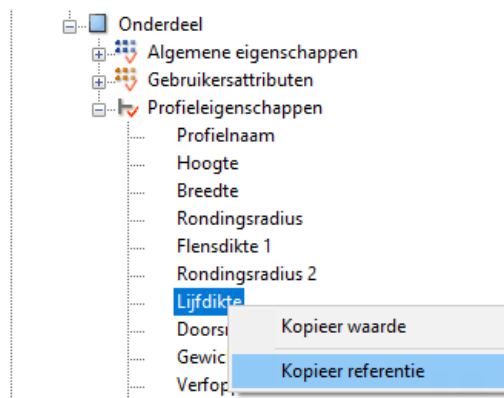 Onderdeel
Algemene eigenschappen
Gebruikersattributen
Profieleigenschappen
Profielnaam
Hoogte
Breedte
Rondingsradius
Flensdikte 1
Rondingsradius 2
Lijfdikte
Kopieer waarde
Kopieer referentie